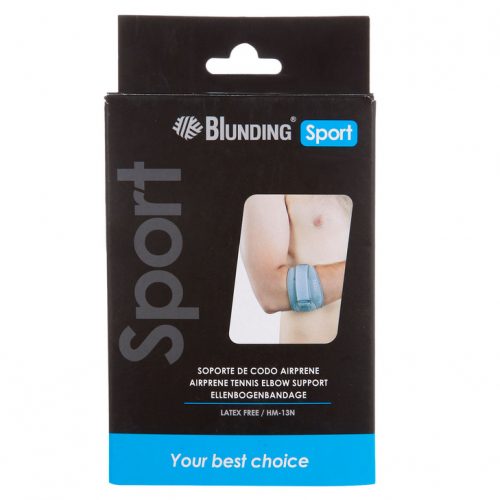 BLUNDING® Sport
Sport
SOPORTE DE CODO AIRPRENE
AIRPRENE TENNIS ELBOW SUPPORT
ELLENBOGENBANDAGE
LATEX FREE / HM-13N
Your best choice